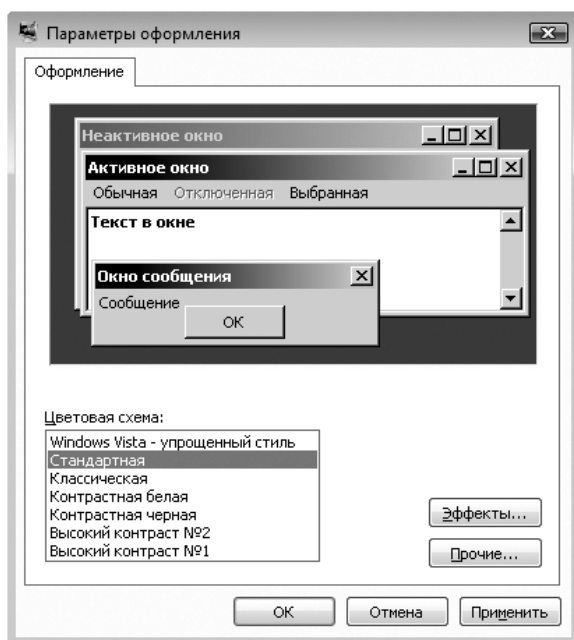 Параметры оформления
Оформление
Неактивное окно
Активное окно
Обычная Отключенная Выбранная
Текст в окне
Окно сообщения
Сообщение
OK
Цветовая схема:
Windows Vista - упрощенный стиль
Стандартная
Классическая
Контрастная белая
Контрастная черная
Высокий контраст №2
Высокий контраст №1
Эффекты...
Прочие...
OK Отмена Применить